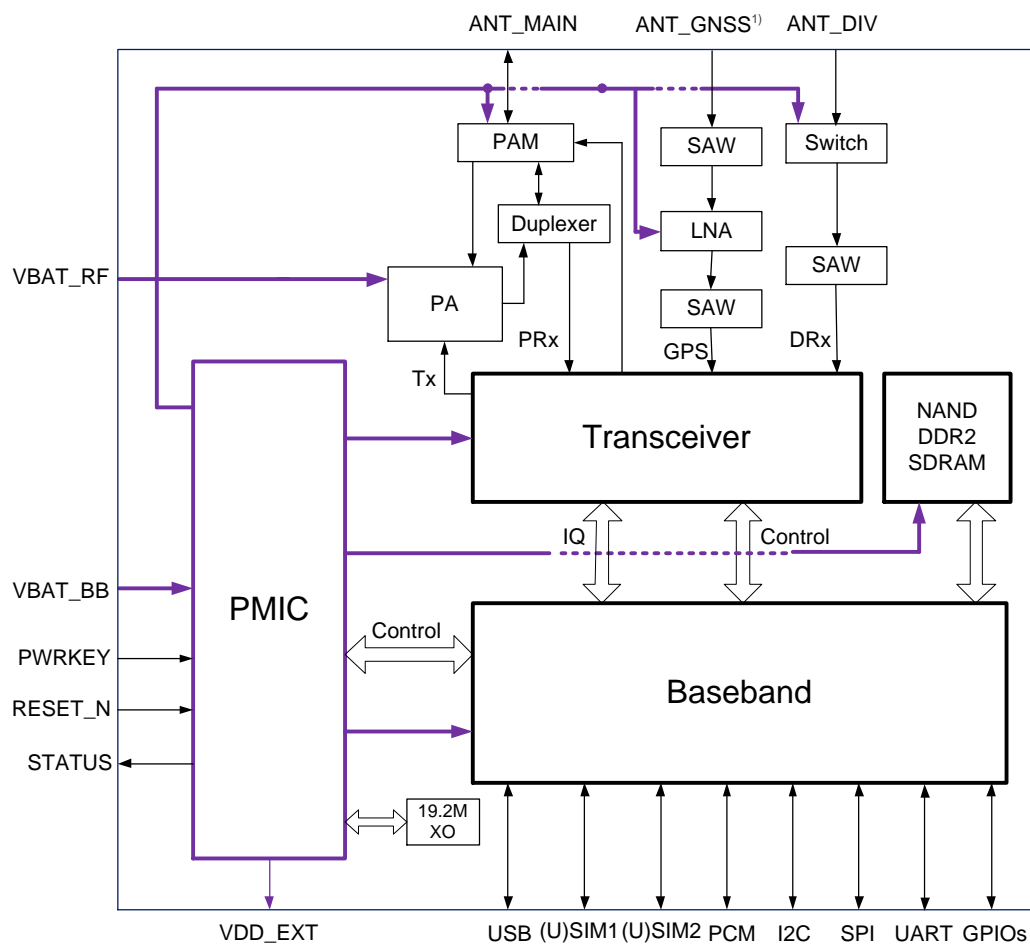 ANT_MAIN
ANT_GNSS1)
ANT_DIV
PAM
SAW
Switch
Duplexer
LNA
VBAT_RF
PA
SAW
SAW
PRx
GPS
DRx
Tx
Transceiver
NAND
DDR2
SDRAM
IQ
Control
VBAT_BB
PMIC
Control
PWRKEY
Baseband
RESET_N
STATUS
19.2M
XO
VDD_EXT
USB
(U)SIM1
(U)SIM2
PCM
I2C
SPI
UART
GPIOs